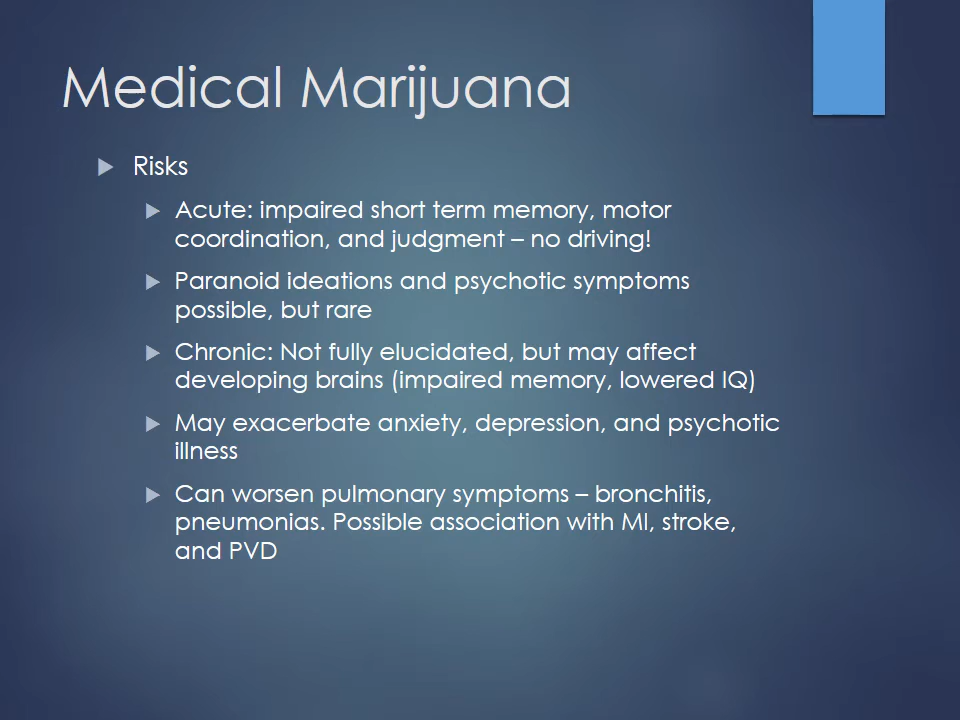 Medical Marijuana
Risks
Acute: impaired short term memory, motor
coordination, and judgment – no driving!
Paranoid ideations and psychotic symptoms
possible, but rare
Chronic: Not fully elucidated, but may affect
developing brains (impaired memory, lowered IQ)
May exacerbate anxiety, depression, and psychotic
illness
Can worsen pulmonary symptoms – bronchitis,
pneumonias. Possible association with MI, stroke,
and PVD